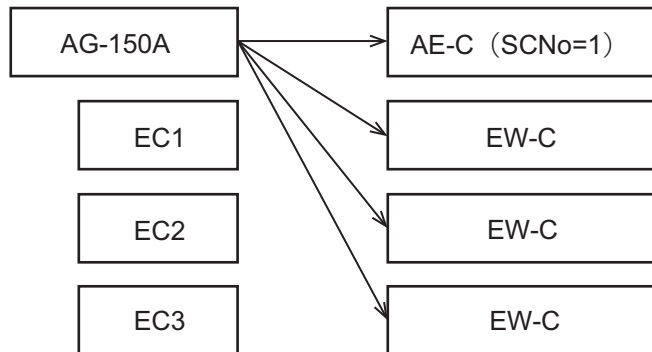 AG-150A
AE-C（SCNo=1）
EC1
EW-C
EC2
EW-C
EC3
EW-C